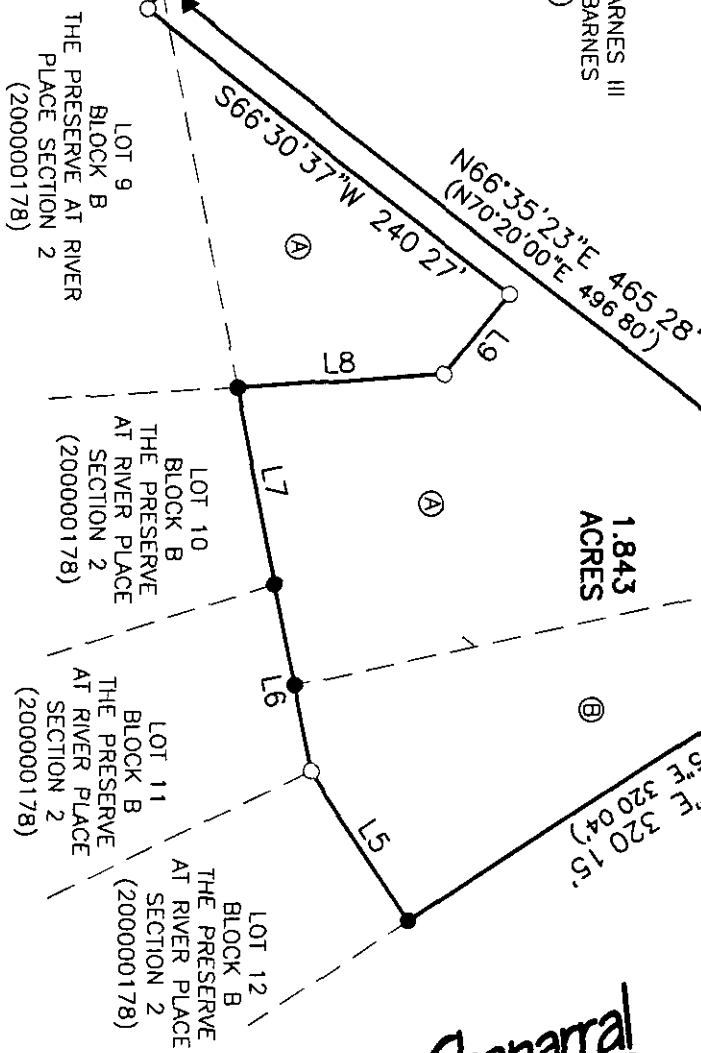 ARNES III
BARNES
N66°35'23"E 465 28'
(N70°20'00"E 496 80')
S66°30'37"W 240 27'
L9
L8
L7
L6
L5
Ⓐ
Ⓐ
Ⓑ
1.843
ACRES
1
"E 320 15'
5"E 320 04')
LOT 9
BLOCK B
THE PRESERVE AT RIVER
PLACE SECTION 2
(200000178)
LOT 10
BLOCK B
THE PRESERVE
AT RIVER PLACE
SECTION 2
(200000178)
LOT 11
BLOCK B
THE PRESERVE
AT RIVER PLACE
SECTION 2
(200000178)
LOT 12
BLOCK B
THE PRESERVE
AT RIVER PLACE
SECTION 2
(200000178)
Chaparral